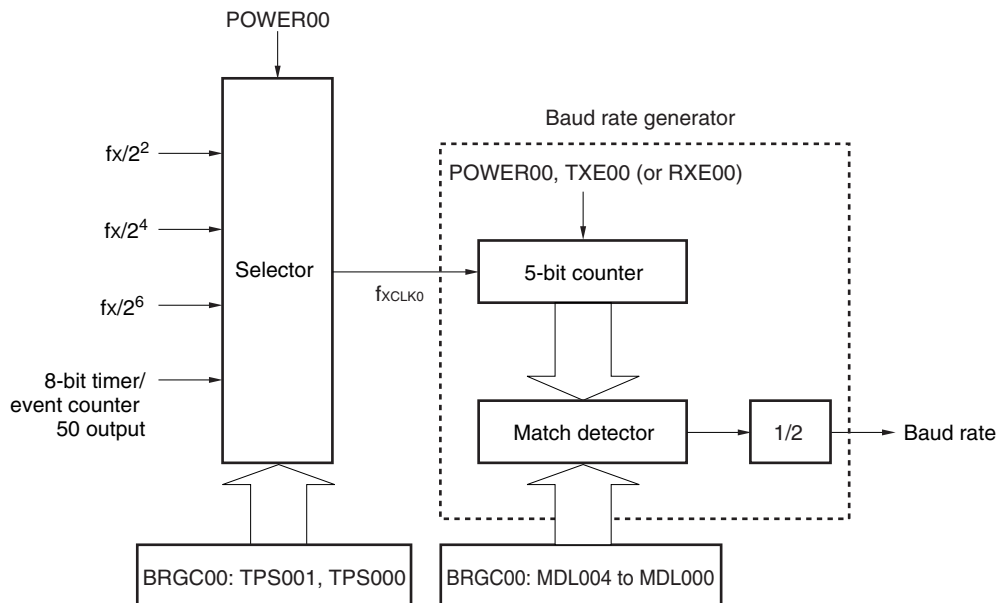 POWER00
fx/2²
fx/2⁴
fx/2⁶
8-bit timer/
event counter
50 output
Selector
fXCLK0
Baud rate generator
POWER00, TXE00 (or RXE00)
5-bit counter
Match detector
1/2
Baud rate
BRGC00: TPS001, TPS000
BRGC00: MDL004 to MDL000